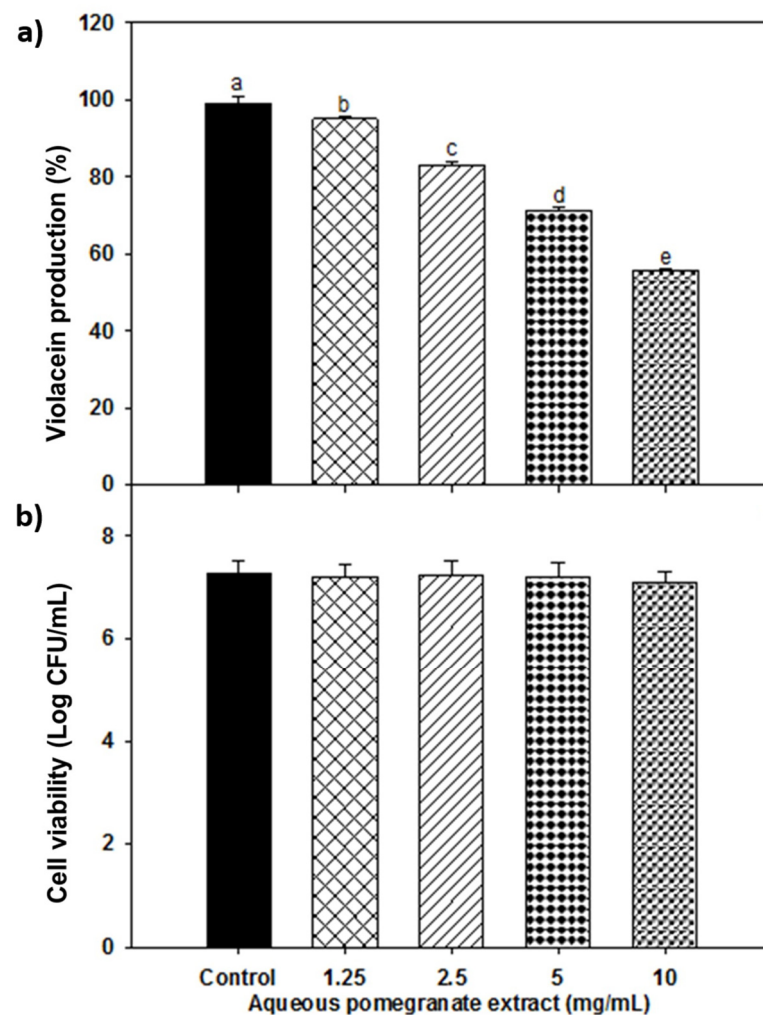 a)
120
100
80
60
40
20
0
Violacein production (%)
a
b
c
d
e
b)
8
6
4
2
0
Cell viability (Log CFU/mL)
Control 1.25 2.5 5 10
Aqueous pomegranate extract (mg/mL)